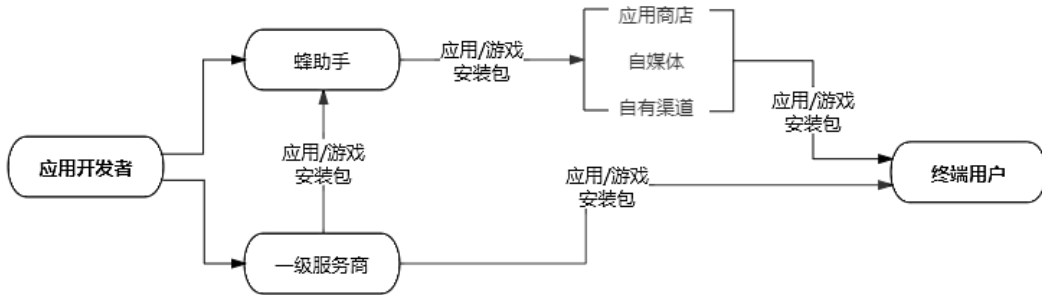 应用商店
蜂助手
应用/游戏
安装包
自媒体
自有渠道
应用/游戏
安装包
应用开发者
应用/游戏
安装包
应用/游戏
安装包
终端用户
一级服务商